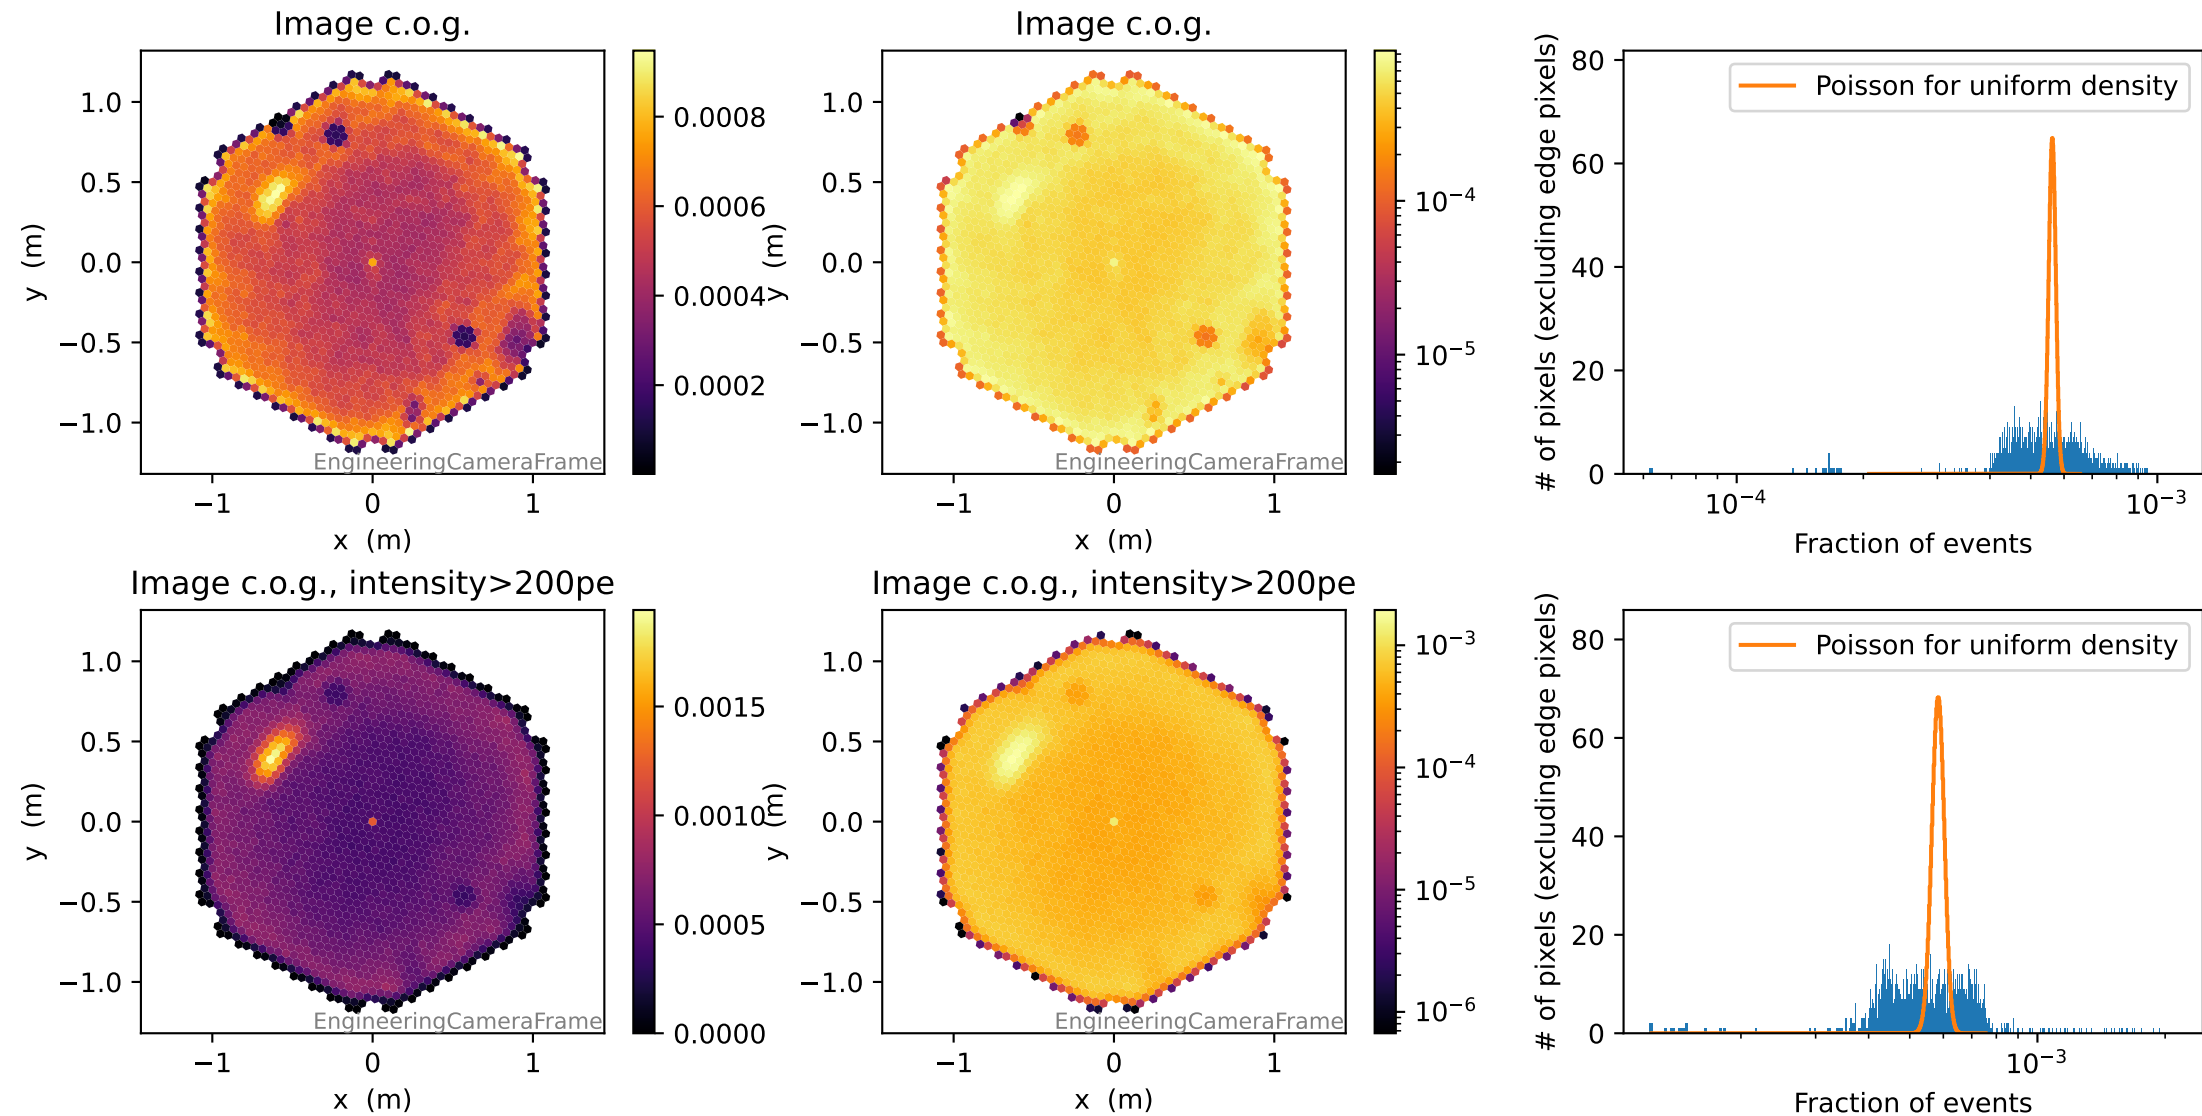 Image c.o.g.
1.0
0.5
0.0
−0.5
−1.0
y (m)
−1
0
1
x (m)
EngineeringCameraFrame
0.0008
0.0006
0.0004
0.0002
Image c.o.g.
1.0
0.5
0.0
−0.5
−1.0
y (m)
−1
0
1
x (m)
EngineeringCameraFrame
10⁻⁴
10⁻⁵
80
60
40
20
0
# of pixels (excluding edge pixels)
Poisson for uniform density
10⁻⁴
10⁻³
Fraction of events
Image c.o.g., intensity>200pe
1.0
0.5
0.0
−0.5
−1.0
y (m)
−1
0
1
x (m)
EngineeringCameraFrame
0.0015
0.0010
0.0005
0.0000
Image c.o.g., intensity>200pe
1.0
0.5
0.0
−0.5
−1.0
y (m)
−1
0
1
x (m)
EngineeringCameraFrame
10⁻³
10⁻⁴
10⁻⁵
10⁻⁶
80
60
40
20
0
# of pixels (excluding edge pixels)
Poisson for uniform density
10⁻³
Fraction of events